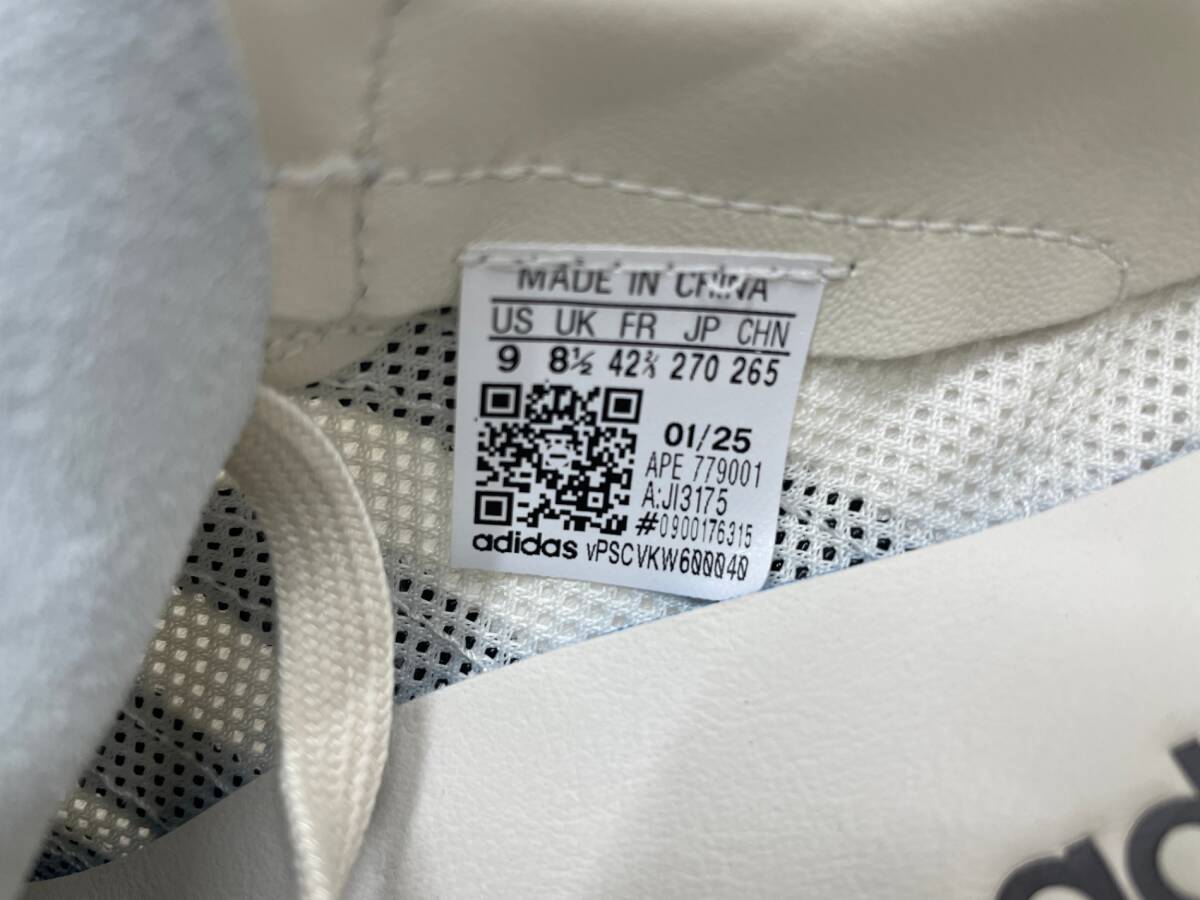 MADE IN CHINA
US UK FR JP CHN
9 8½ 42⅔ 270 265
01/25
APE 779001
A:JI3175
#0900176315
adidas vPSCVKW600040
ad